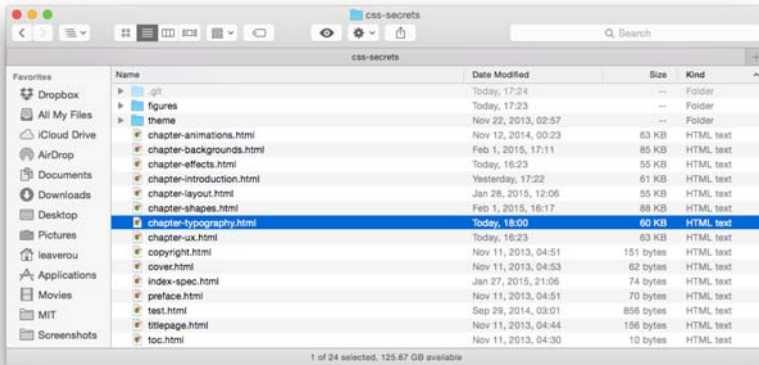 css-secrets
Search
css-secrets
Favorites
Dropbox
All My Files
iCloud Drive
AirDrop
Documents
Downloads
Desktop
Pictures
leaverou
Applications
Movies
MIT
Screenshots
Name Date Modified Size Kind
.git Today, 17:24 -- Folder
figures Today, 17:23 -- Folder
theme Nov 22, 2013, 02:57 -- Folder
chapter-animations.html Nov 12, 2014, 00:23 63 KB HTML text
chapter-backgrounds.html Feb 1, 2015, 17:11 85 KB HTML text
chapter-effects.html Today, 16:23 55 KB HTML text
chapter-introduction.html Yesterday, 17:22 61 KB HTML text
chapter-layout.html Jan 28, 2015, 12:06 55 KB HTML text
chapter-shapes.html Feb 1, 2015, 16:17 88 KB HTML text
chapter-typography.html Today, 18:00 60 KB HTML text
chapter-ux.html Today, 16:23 63 KB HTML text
copyright.html Nov 11, 2013, 04:51 151 bytes HTML text
cover.html Nov 11, 2013, 04:53 62 bytes HTML text
index-spec.html Jan 27, 2015, 21:06 74 bytes HTML text
preface.html Nov 11, 2013, 04:51 70 bytes HTML text
test.html Sep 29, 2014, 03:01 856 bytes HTML text
titlepage.html Nov 11, 2013, 04:44 156 bytes HTML text
toc.html Nov 11, 2013, 04:30 10 bytes HTML text
1 of 24 selected, 125.67 GB available